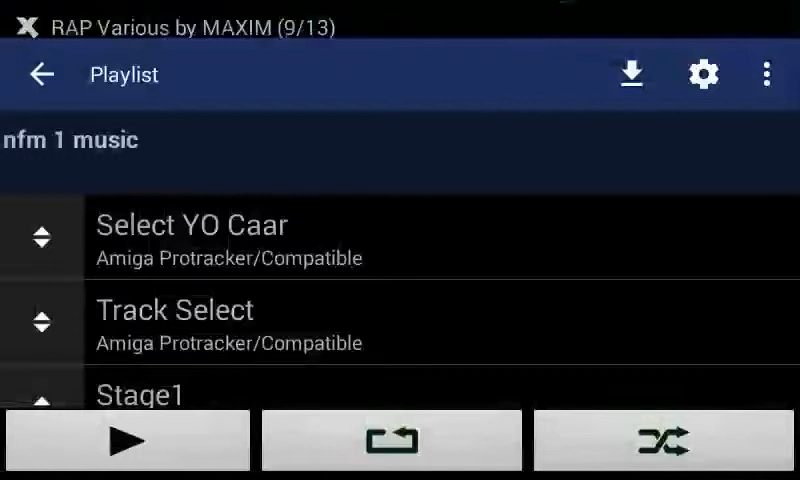 RAP Various by MAXIM (9/13)
Playlist
nfm 1 music
Select YO Caar
Amiga Protracker/Compatible
Track Select
Amiga Protracker/Compatible
Stage1